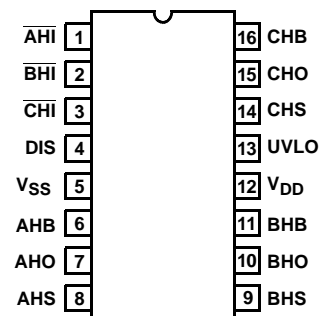 AHI 1 16 CHB
BHI 2 15 CHO
CHI 3 14 CHS
DIS 4 13 UVLO
VSS 5 12 VDD
AHB 6 11 BHB
AHO 7 10 BHO
AHS 8 9 BHS